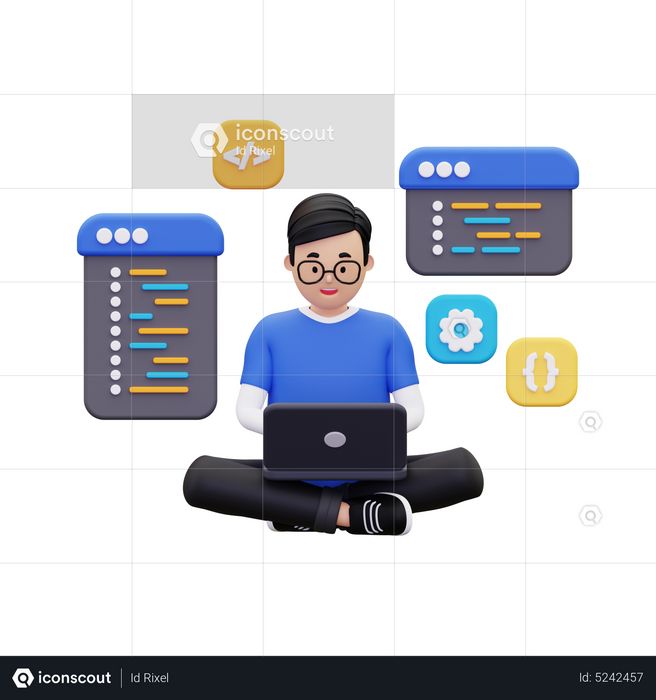 iconscout
Id Rixel
</>
{}
iconscout
Id Rixel
Id: 5242457